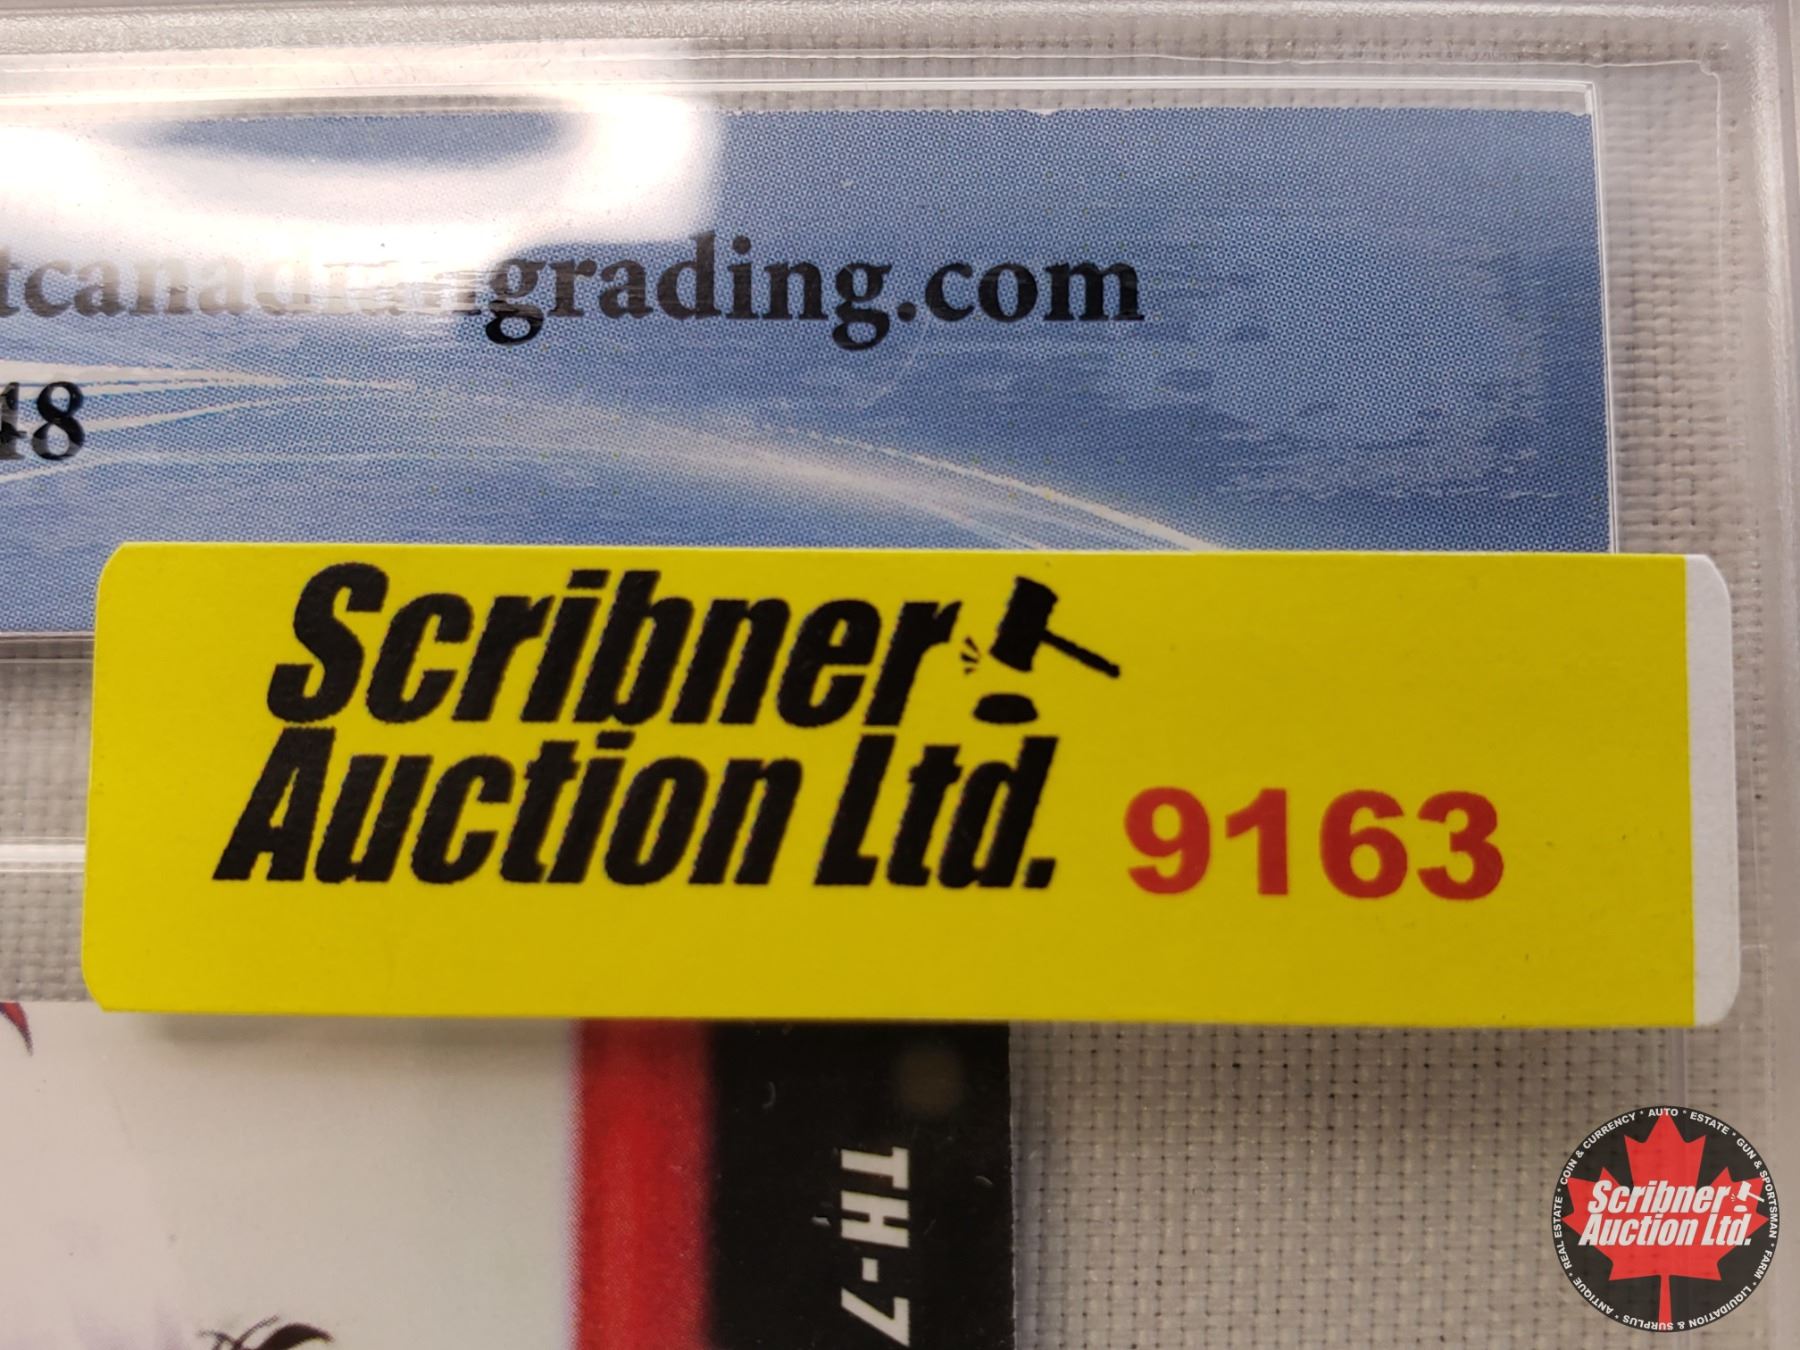 tcanadiangrading.com
48
Scribner
Auction Ltd. 9163
TH-7
COIN & CURRENCY * AUTO * ESTATE * GUN & SPORTSMAN * FARM * LIQUIDATION & SURPLUS * ANTIQUE * REAL ESTATE *
Scribner
Auction Ltd.